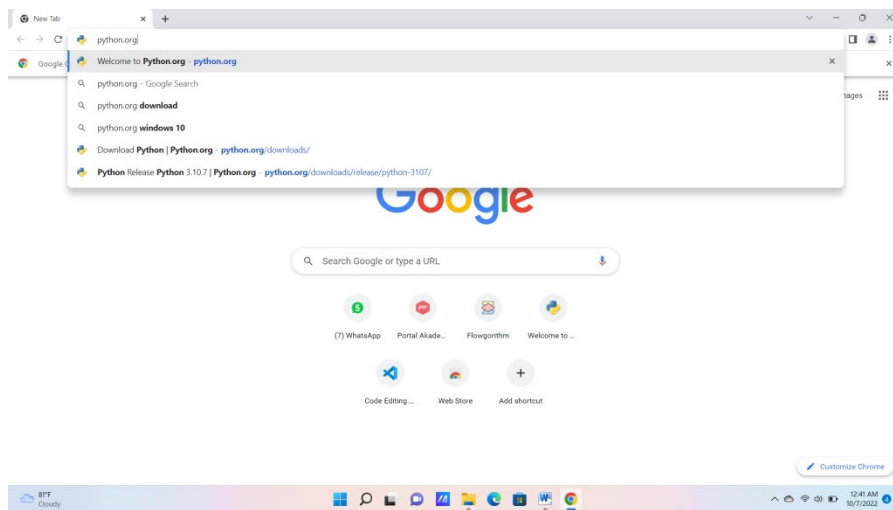 New Tab
python.org
Google
Welcome to Python.org - python.org
python.org - Google Search
python.org download
python.org windows 10
Download Python | Python.org - python.org/downloads/
Python Release Python 3.10.7 | Python.org - python.org/downloads/release/python-3107/
Google
Search Google or type a URL
(7) WhatsApp Portal Akade... Flowgorithm Welcome to ...
Code Editing.... Web Store Add shortcut
Customize Chrome
81°F
Cloudy
12:41 AM
10/7/2022